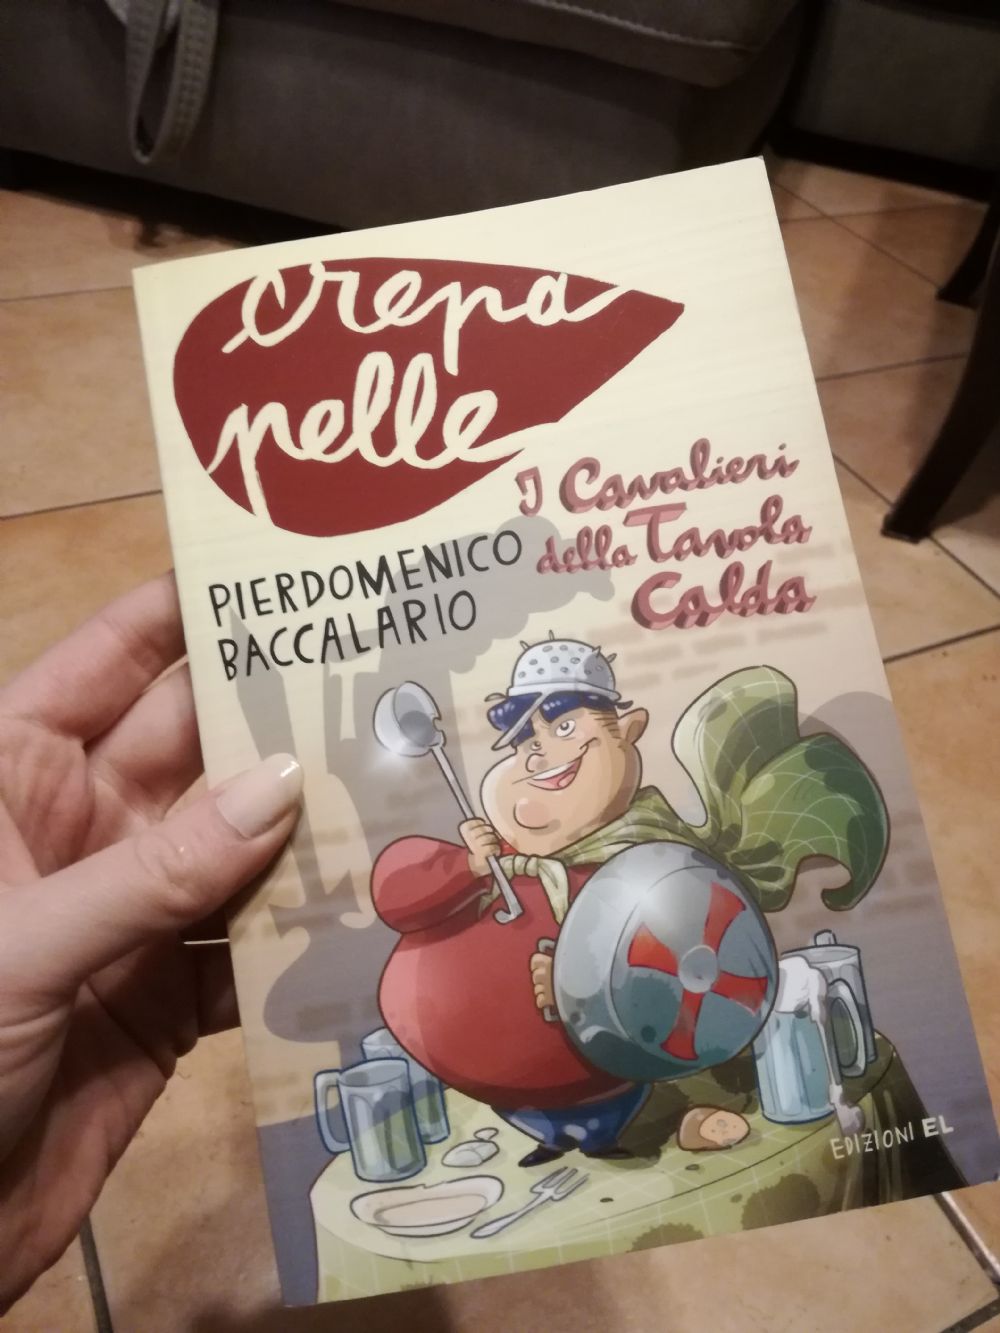 crepa
pelle
I Cavalieri
della Tavola
Calda
PIERDOMENICO
BACCALARIO
EDIZIONI EL